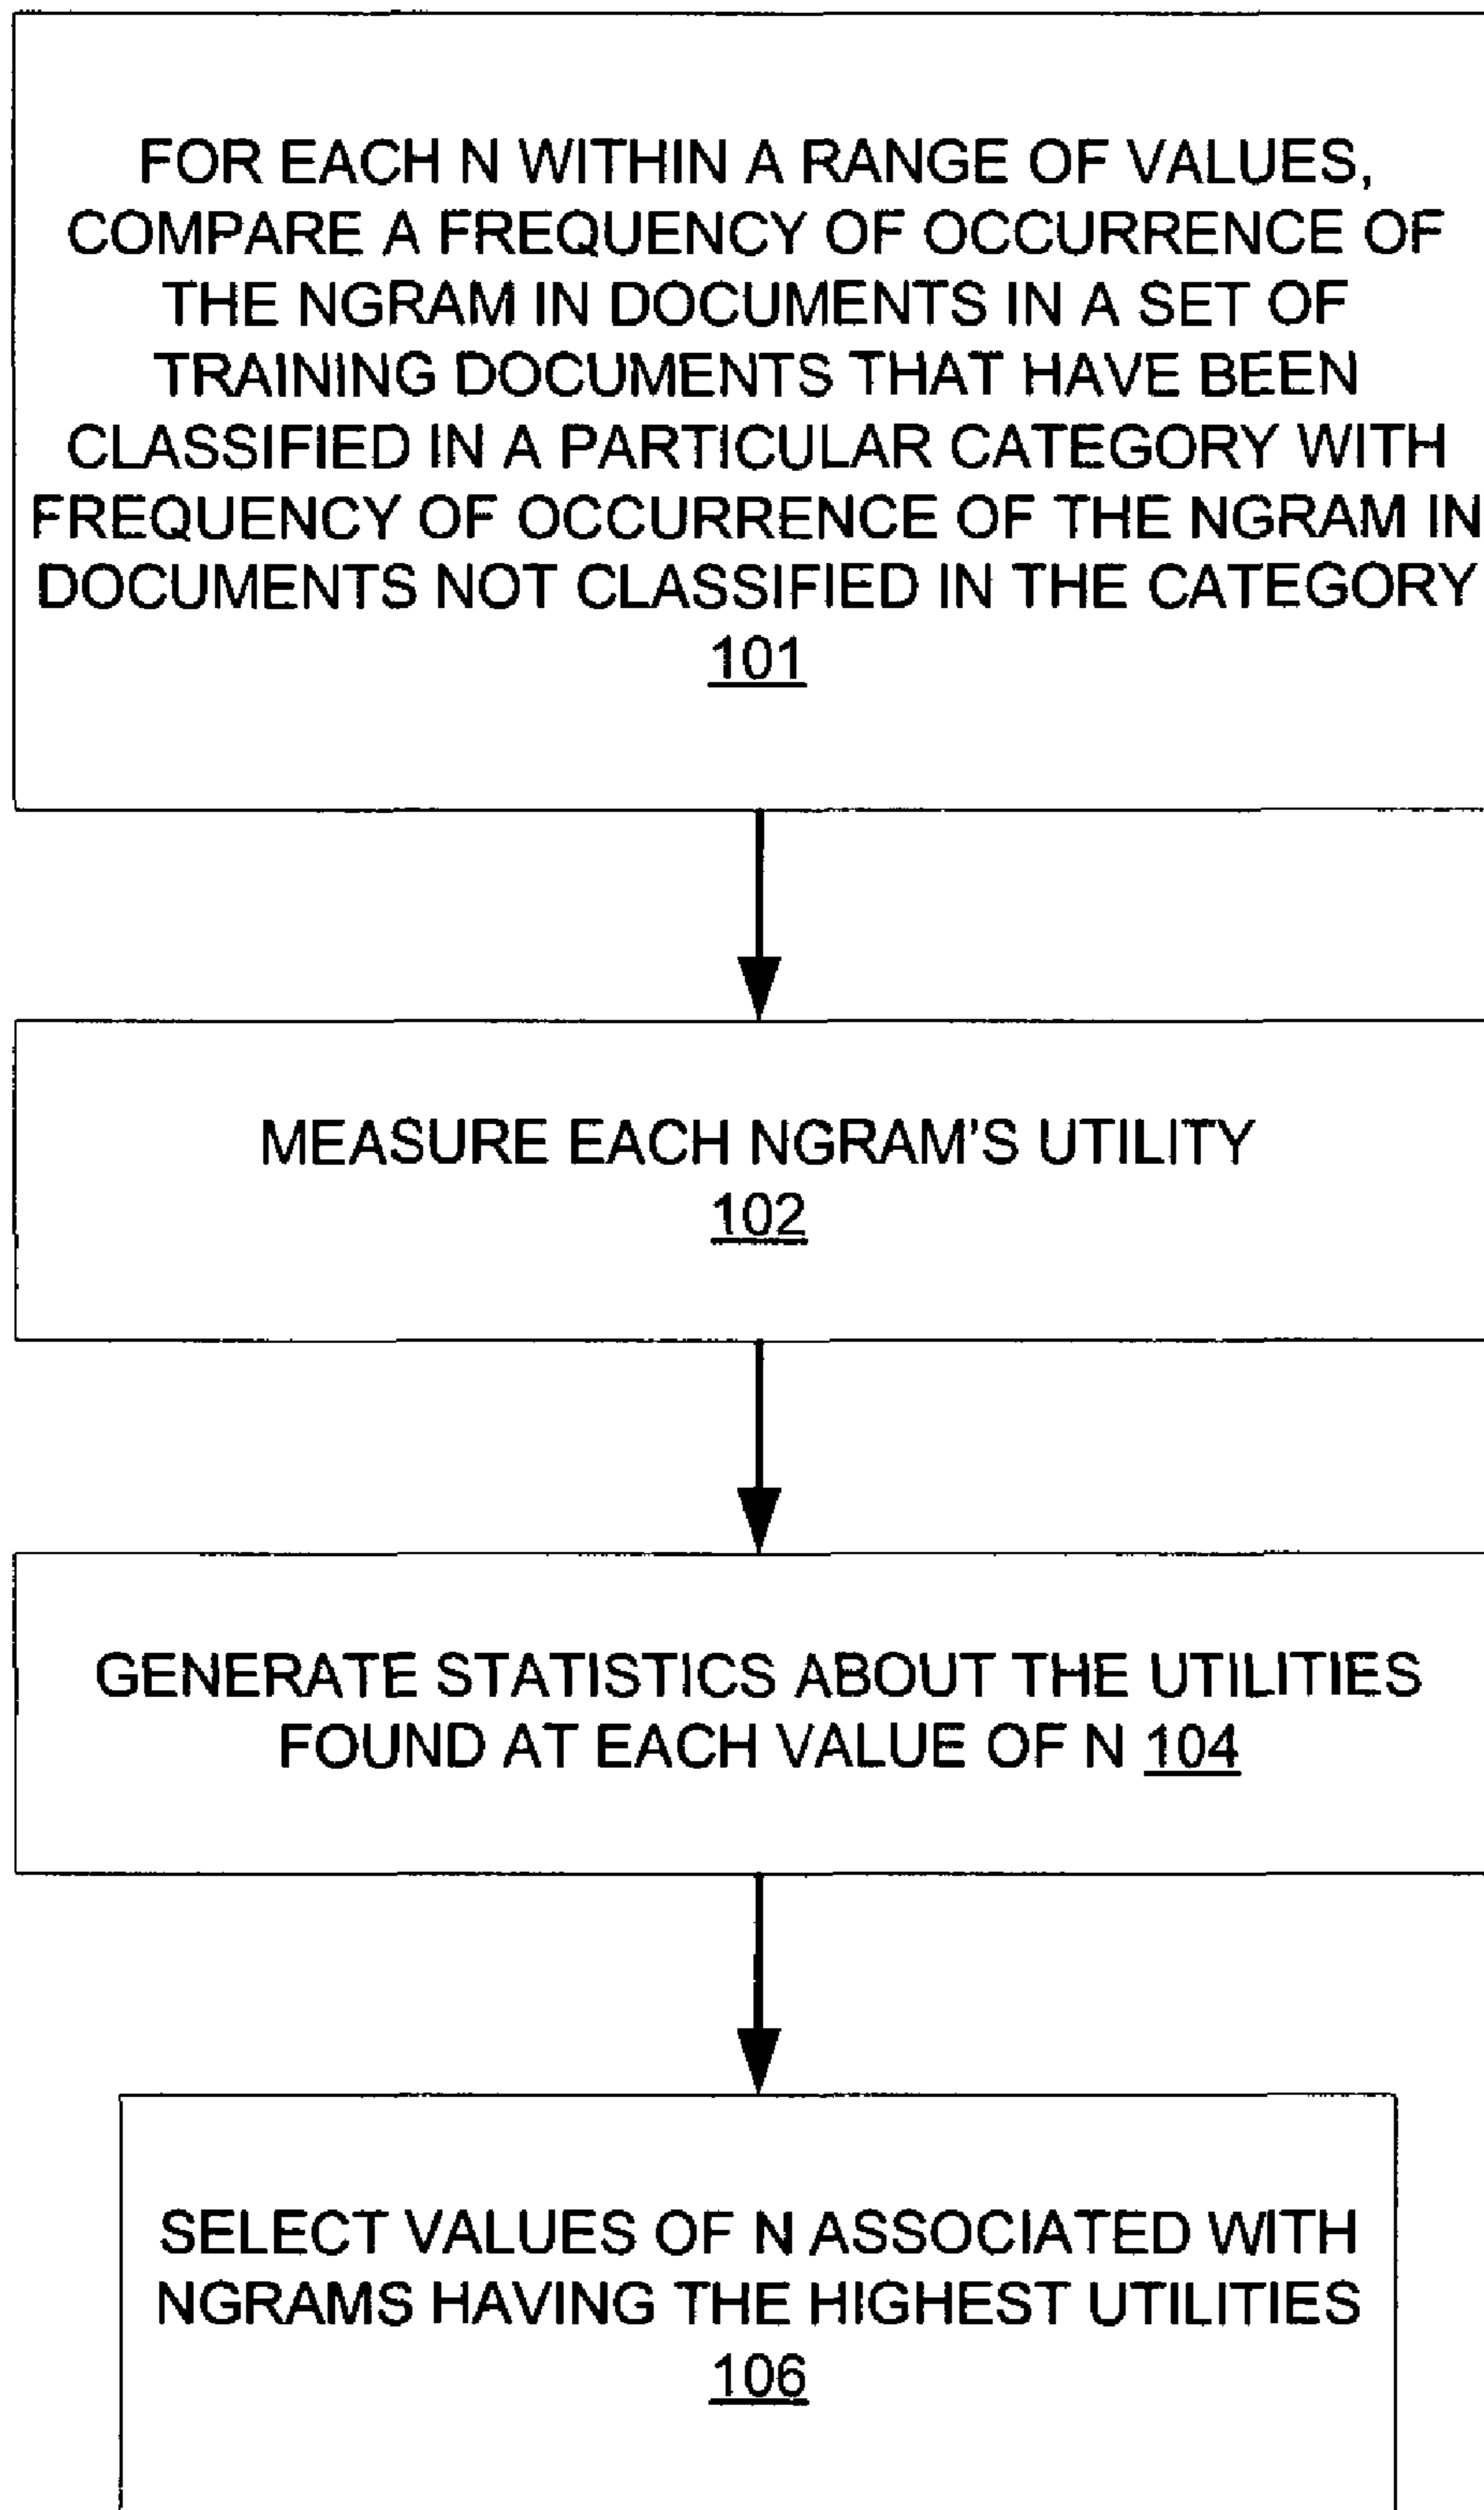 FOR EACH N WITHIN A RANGE OF VALUES,
COMPARE A FREQUENCY OF OCCURRENCE OF
THE NGRAM IN DOCUMENTS IN A SET OF
TRAINING DOCUMENTS THAT HAVE BEEN
CLASSIFIED IN A PARTICULAR CATEGORY WITH
FREQUENCY OF OCCURRENCE OF THE NGRAM IN
DOCUMENTS NOT CLASSIFIED IN THE CATEGORY
101
MEASURE EACH NGRAM'S UTILITY
102
GENERATE STATISTICS ABOUT THE UTILITIES
FOUND AT EACH VALUE OF N 104
SELECT VALUES OF N ASSOCIATED WITH
NGRAMS HAVING THE HIGHEST UTILITIES
106